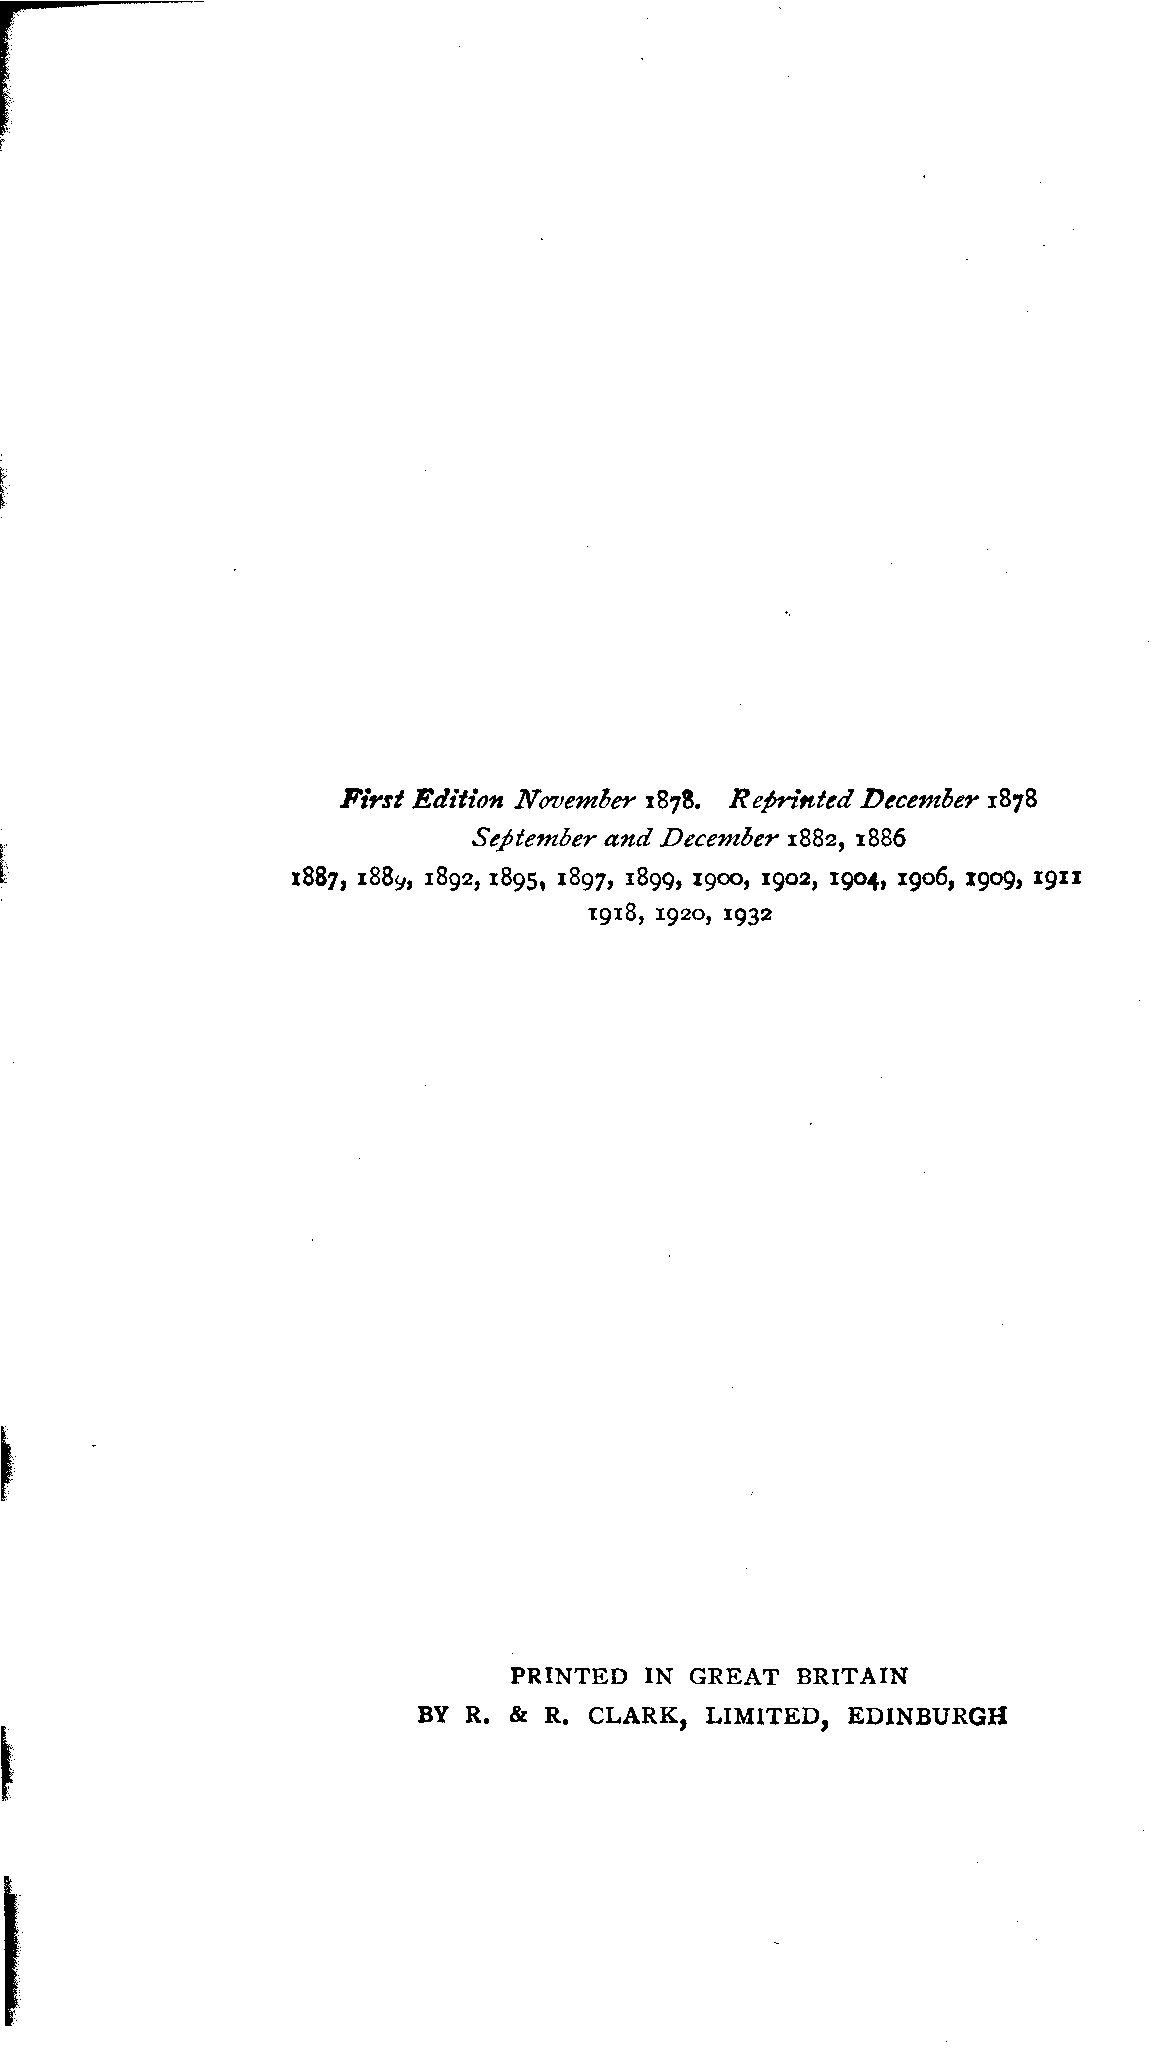 First Edition November 1878. Reprinted December 1878
September and December 1882, 1886
1887, 1889, 1892, 1895, 1897, 1899, 1900, 1902, 1904, 1906, 1909, 1911
1918, 1920, 1932
PRINTED IN GREAT BRITAIN
BY R. & R. CLARK, LIMITED, EDINBURGH